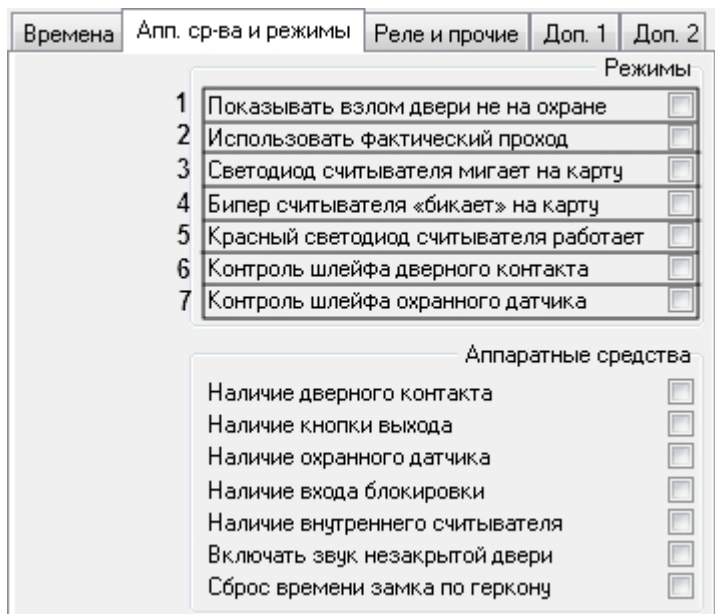 Времена Апп. ср-ва и режимы Реле и прочие Доп. 1 Доп. 2
Режимы
1 Показывать взлом двери не на охране
2 Использовать фактический проход
3 Светодиод считывателя мигает на карту
4 Бипер считывателя «бикает» на карту
5 Красный светодиод считывателя работает
6 Контроль шлейфа дверного контакта
7 Контроль шлейфа охранного датчика
Аппаратные средства
Наличие дверного контакта
Наличие кнопки выхода
Наличие охранного датчика
Наличие входа блокировки
Наличие внутреннего считывателя
Включать звук незакрытой двери
Сброс времени замка по геркону